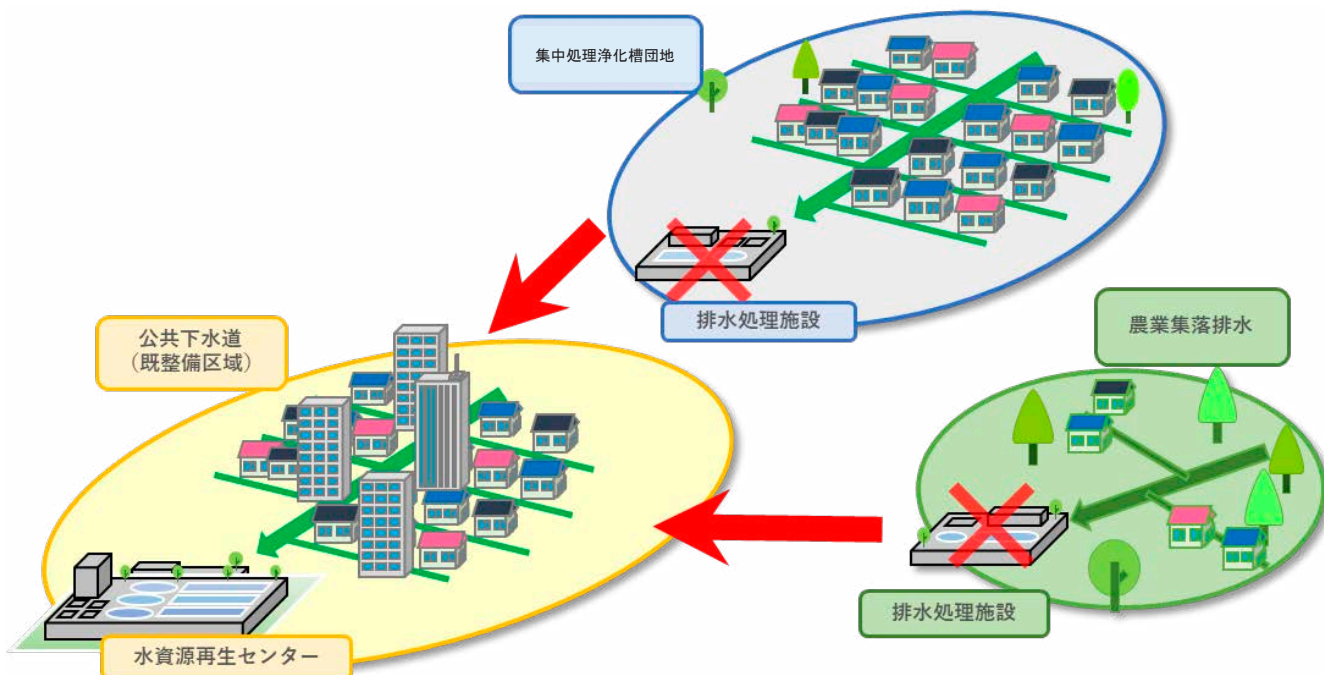 集中処理浄化槽団地
排水処理施設
農業集落排水
排水処理施設
公共下水道
(既整備区域)
水資源再生センター